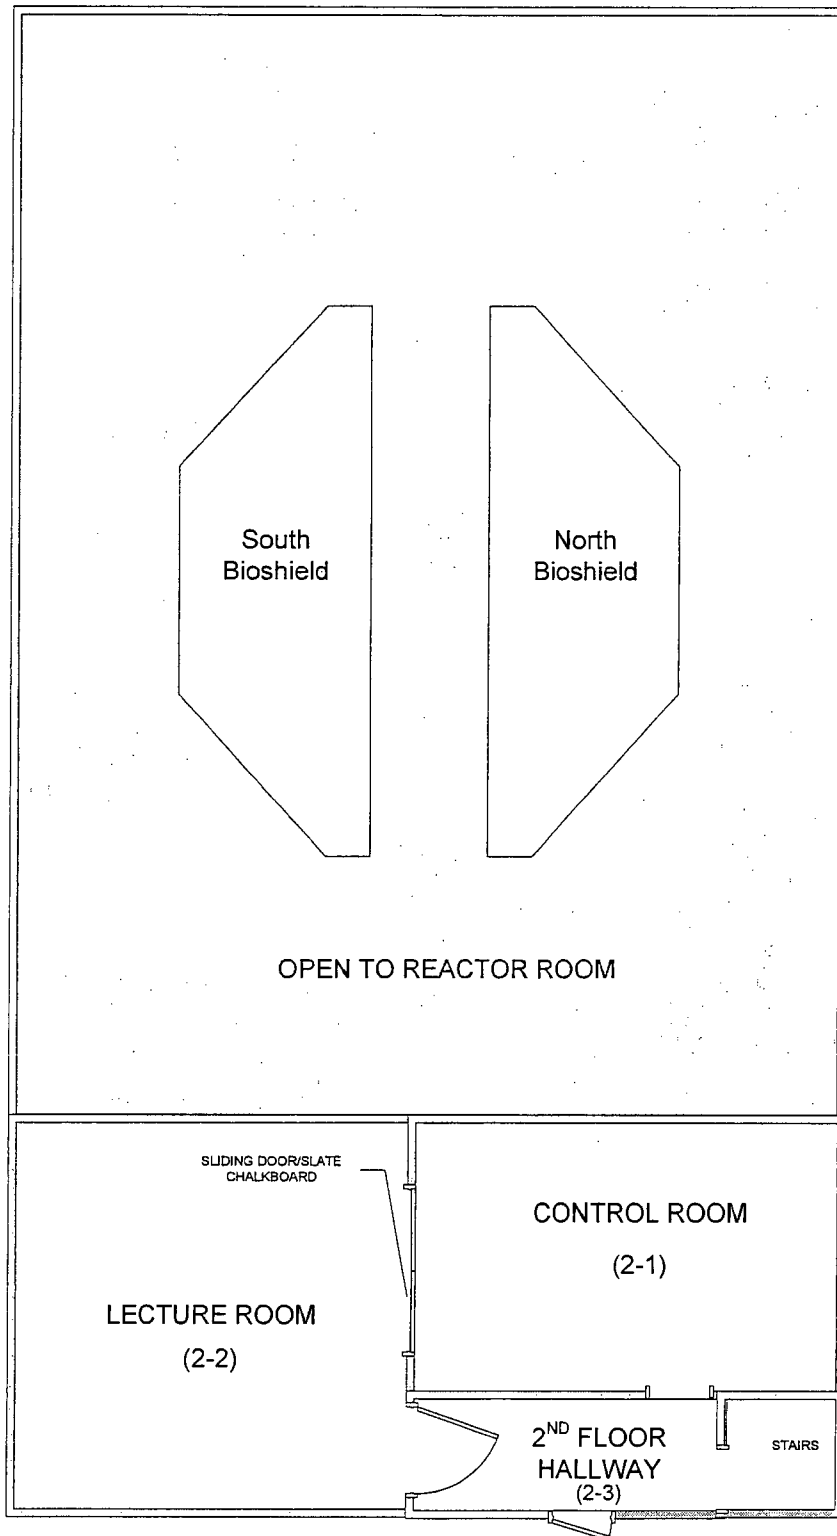 South
Bioshield
North
Bioshield
OPEN TO REACTOR ROOM
SLIDING DOOR/SLATE
CHALKBOARD
CONTROL ROOM
(2-1)
LECTURE ROOM
(2-2)
2ND FLOOR
HALLWAY
(2-3)
STAIRS